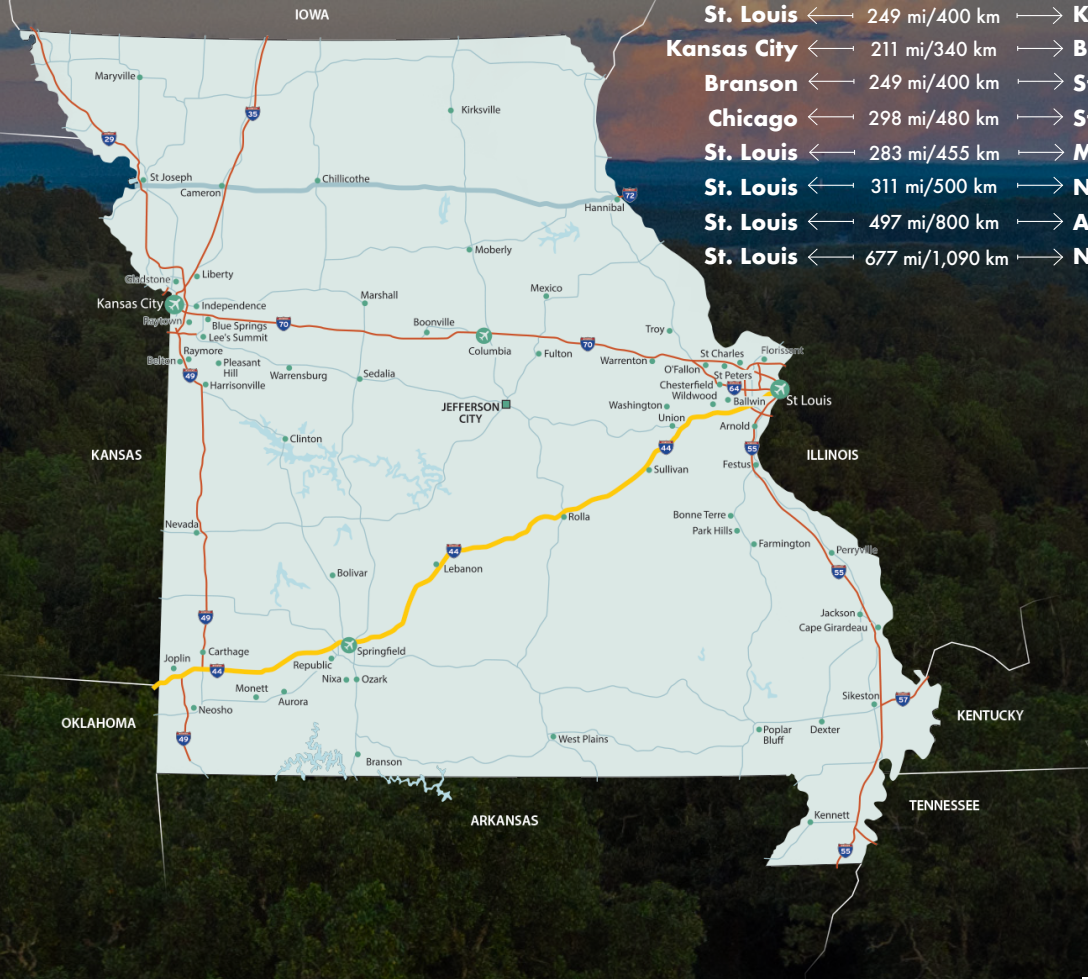 IOWA
St. Louis 249 mi/400 km K
Kansas City 211 mi/340 km B
Branson 249 mi/400 km S
Chicago 298 mi/480 km S
St. Louis 283 mi/455 km M
St. Louis 311 mi/500 km N
St. Louis 497 mi/800 km A
St. Louis 677 mi/1,090 km N
Maryville
Kirksville
35
29
St Joseph
Chillicothe
Cameron
72
Hannibal
Moberly
Liberty
Gladstone
Mexico
Marshall
Kansas City
Independence
Raytown
Blue Springs
70
Boonville
Troy
Lee's Summit
70
Columbia
Fulton
St Charles
Florissant
Raymore
Belton
Pleasant
Hill
Warrenton
O'Fallon
Warrensburg
Sedalia
St Peters
49
Harrisonville
Chesterfield
64
Wildwood
Ballwin
St Louis
JEFFERSON
CITY
Washington
Union
Arnold
Clinton
44
55
KANSAS
ILLINOIS
Sullivan
Festus
Rolla
Bonne Terre
Nevada
Park Hills
Farmington
44
Perryville
Lebanon
Bolivar
55
49
Jackson
Cape Girardeau
Carthage
Springfield
Joplin
44
Republic
Nixa
Ozark
Monett
Aurora
Sikeston
57
Neosho
OKLAHOMA
KENTUCKY
49
West Plains
Poplar
Bluff
Dexter
Branson
TENNESSEE
Kennett
ARKANSAS
55